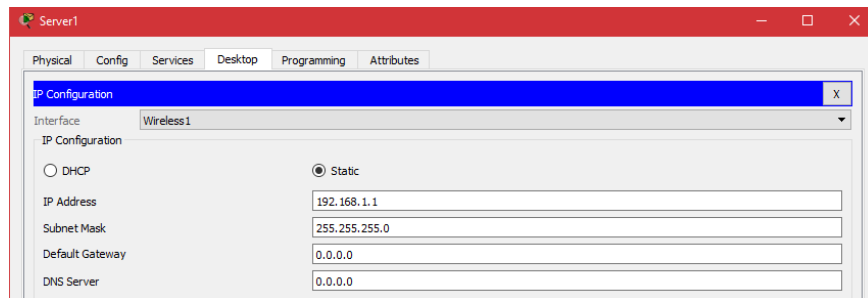 Server1
Physical Config Services Desktop Programming Attributes
IP Configuration X
Interface Wireless1
IP Configuration
DHCP Static
IP Address 192.168.1.1
Subnet Mask 255.255.255.0
Default Gateway 0.0.0.0
DNS Server 0.0.0.0